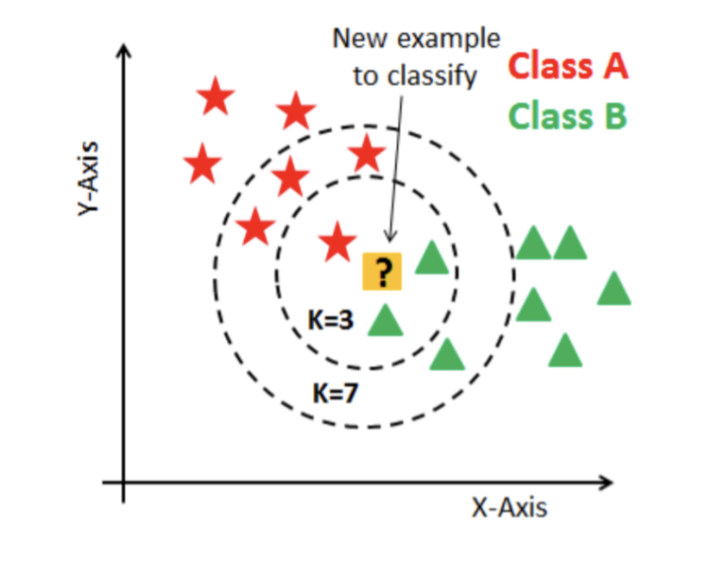 New example
to classify
Class A
Class B
Y-Axis
?
K=3
K=7
X-Axis